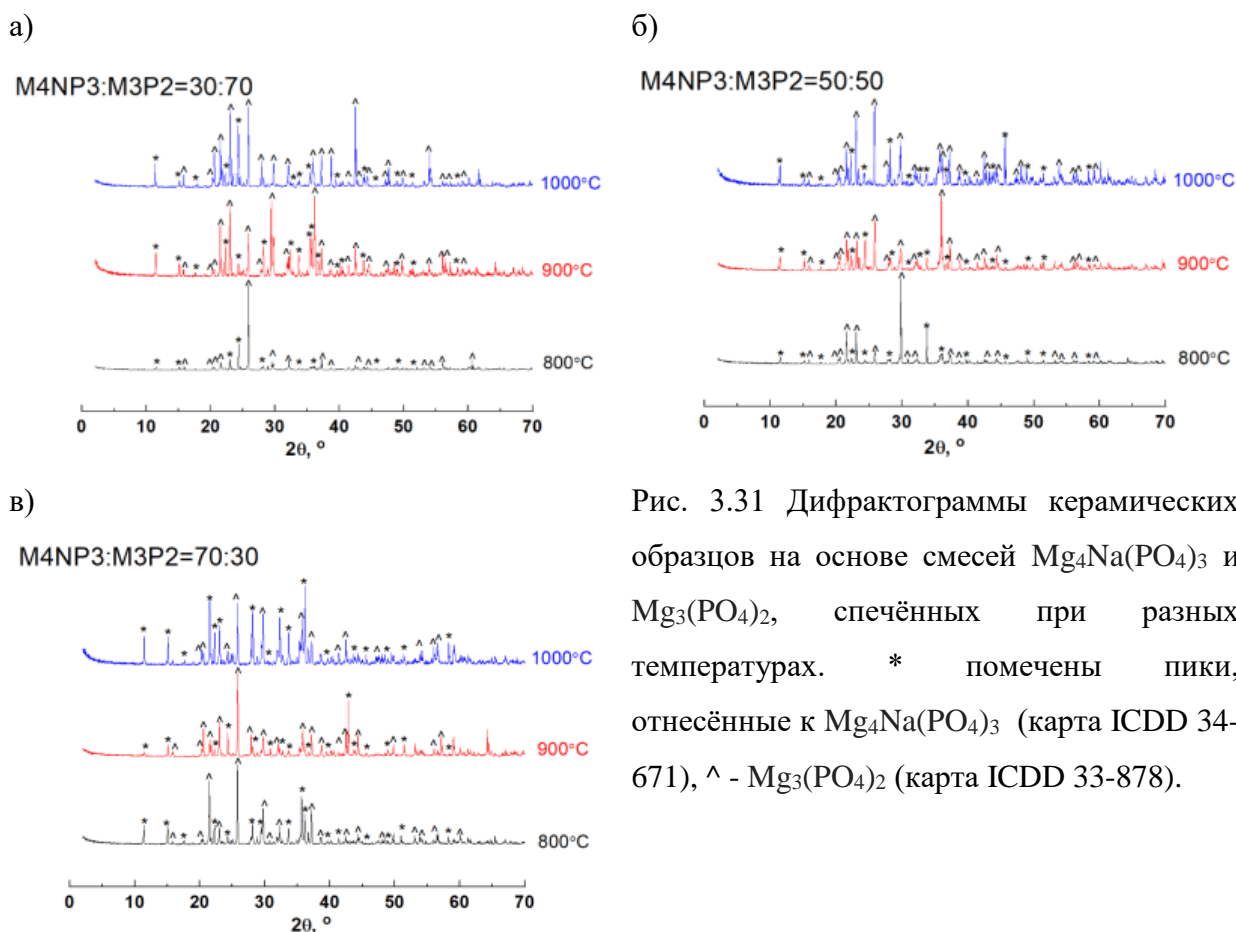 а)
M4NP3:M3P2=30:70
1000°C
900°C
800°C
0 10 20 30 40 50 60 70
2θ, °
б)
M4NP3:M3P2=50:50
1000°C
900°C
800°C
0 10 20 30 40 50 60 70
2θ, °
в)
M4NP3:M3P2=70:30
1000°C
900°C
800°C
0 10 20 30 40 50 60 70
2θ, °
Рис. 3.31 Дифрактограммы керамических
образцов на основе смесей Mg₄Na(PO₄)₃ и
Mg₃(PO₄)₂, спечённых при разных
температурах. * помечены пики,
отнесённые к Mg₄Na(PO₄)₃ (карта ICDD 34-
671), ^ - Mg₃(PO₄)₂ (карта ICDD 33-878).